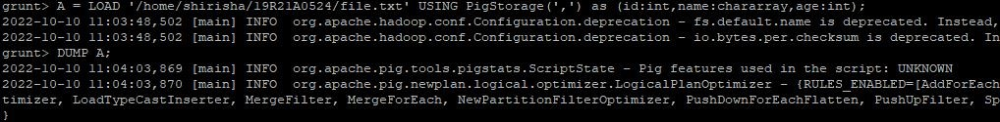 grunt> A = LOAD '/home/shirisha/19R21A0524/file.txt' USING PigStorage(',') as (id:int,name:chararray,age:int);
2022-10-10 11:03:48,502 [main] INFO  org.apache.hadoop.conf.Configuration.deprecation - fs.default.name is deprecated. Instead,
2022-10-10 11:03:48,502 [main] INFO  org.apache.hadoop.conf.Configuration.deprecation - io.bytes.per.checksum is deprecated. In
grunt> DUMP A;
2022-10-10 11:04:03,869 [main] INFO  org.apache.pig.tools.pigstats.ScriptState - Pig features used in the script: UNKNOWN
2022-10-10 11:04:03,870 [main] INFO  org.apache.pig.newplan.logical.optimizer.LogicalPlanOptimizer - {RULES_ENABLED=[AddForEach
timizer, LoadTypeCastInserter, MergeFilter, MergeForEach, NewPartitionFilterOptimizer, PushDownForEachFlatten, PushUpFilter, Sp
}